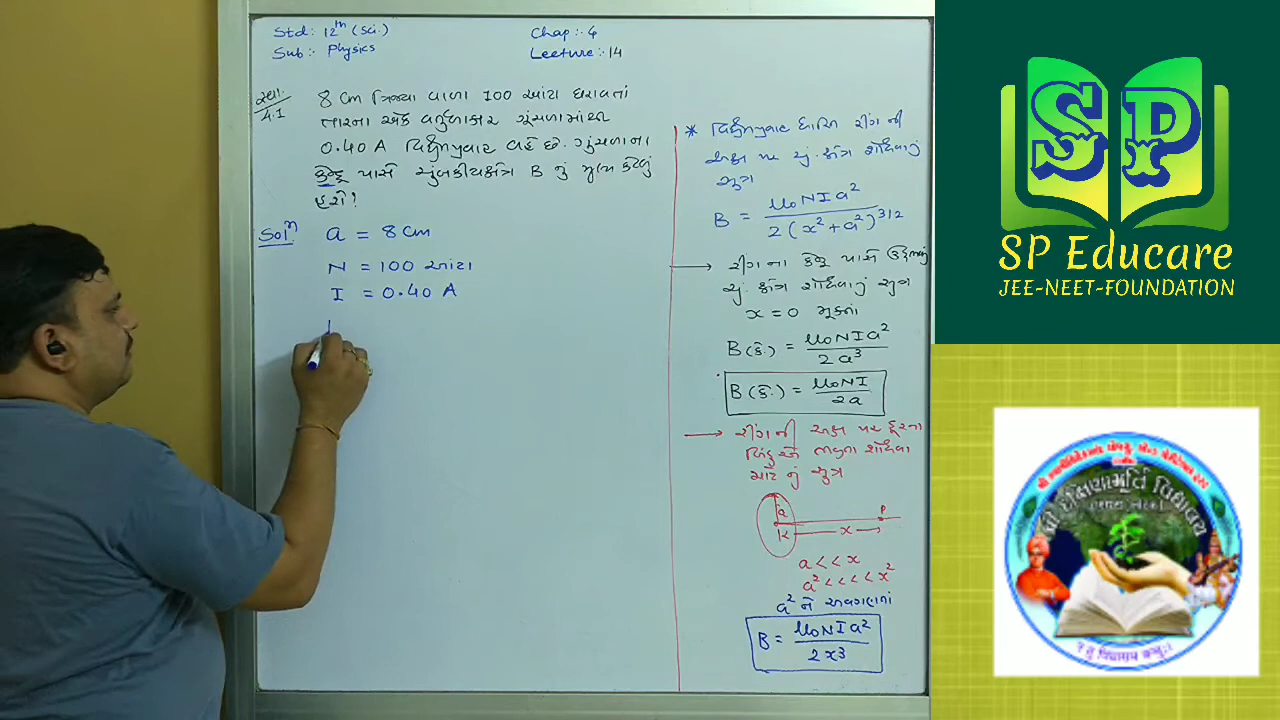 Std: 12th (Sci.)
Sub:- Physics
Chap:- 4
Lecture:- 14
સ્વા. 4.1
8 cm ત્રિજ્યા વાળા 100 આંટા ધરાવતાં
તારના એક વર્તુળાકાર ગૂંચળામાંથી
0.40 A વિદ્યુતપ્રવાહ વહે છે. ગૂંચળાના
કેન્દ્ર પાસે ચુંબકીયક્ષેત્ર B નું મૂલ્ય કેટલું
હશે?
Solⁿ
a = 8 cm
N = 100 આંટા
I = 0.40 A
* વિદ્યુતપ્રવાહ ધારિત રીંગની
અક્ષ પર ચું. ક્ષેત્ર શોધવાનું
સૂત્ર
B = μ₀NIa² / 2(x²+a²)^3/2
→ રીંગ ના કેન્દ્ર પાસે ઉદ્‍ભવતું
ચું. ક્ષેત્ર શોધવાનું સૂત્ર
x = 0 મૂકતાં
B(કે.) = μ₀NIa² / 2a³
B(કે.) = μ₀NI / 2a
→ રીંગની અક્ષ પર દૂરના
બિંદુએ શોધવા
માટે નું સૂત્ર
a
R
x
P
a << x
a² <<<< x²
a² ને અવગણતાં
B = μ₀NIa² / 2x³
SP
SP Educare
JEE-NEET-FOUNDATION
શ્રી દક્ષિણામૂર્તિ વિદ્યાલય